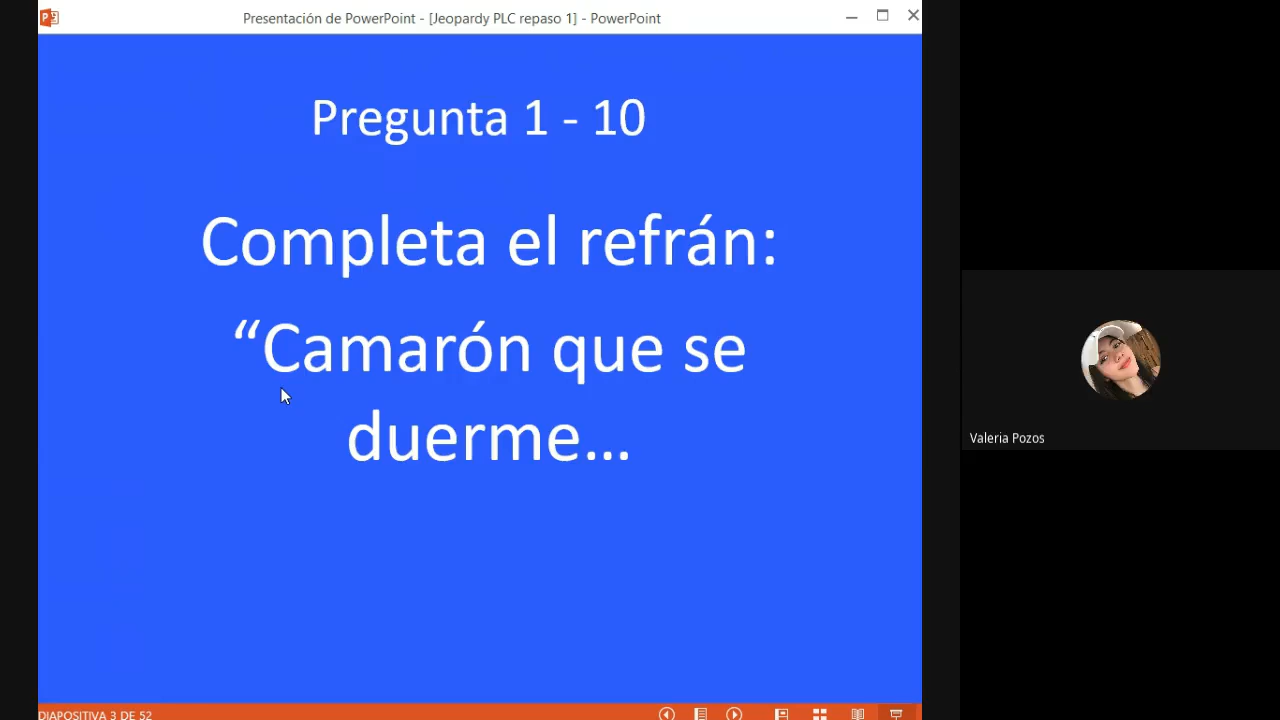 Presentación de PowerPoint - [Jeopardy PLC repaso 1] - PowerPoint
Pregunta 1 - 10
Completa el refrán:
“Camarón que se
duerme...
Valeria Pozos
DIAPOSITIVA 3 DE 52